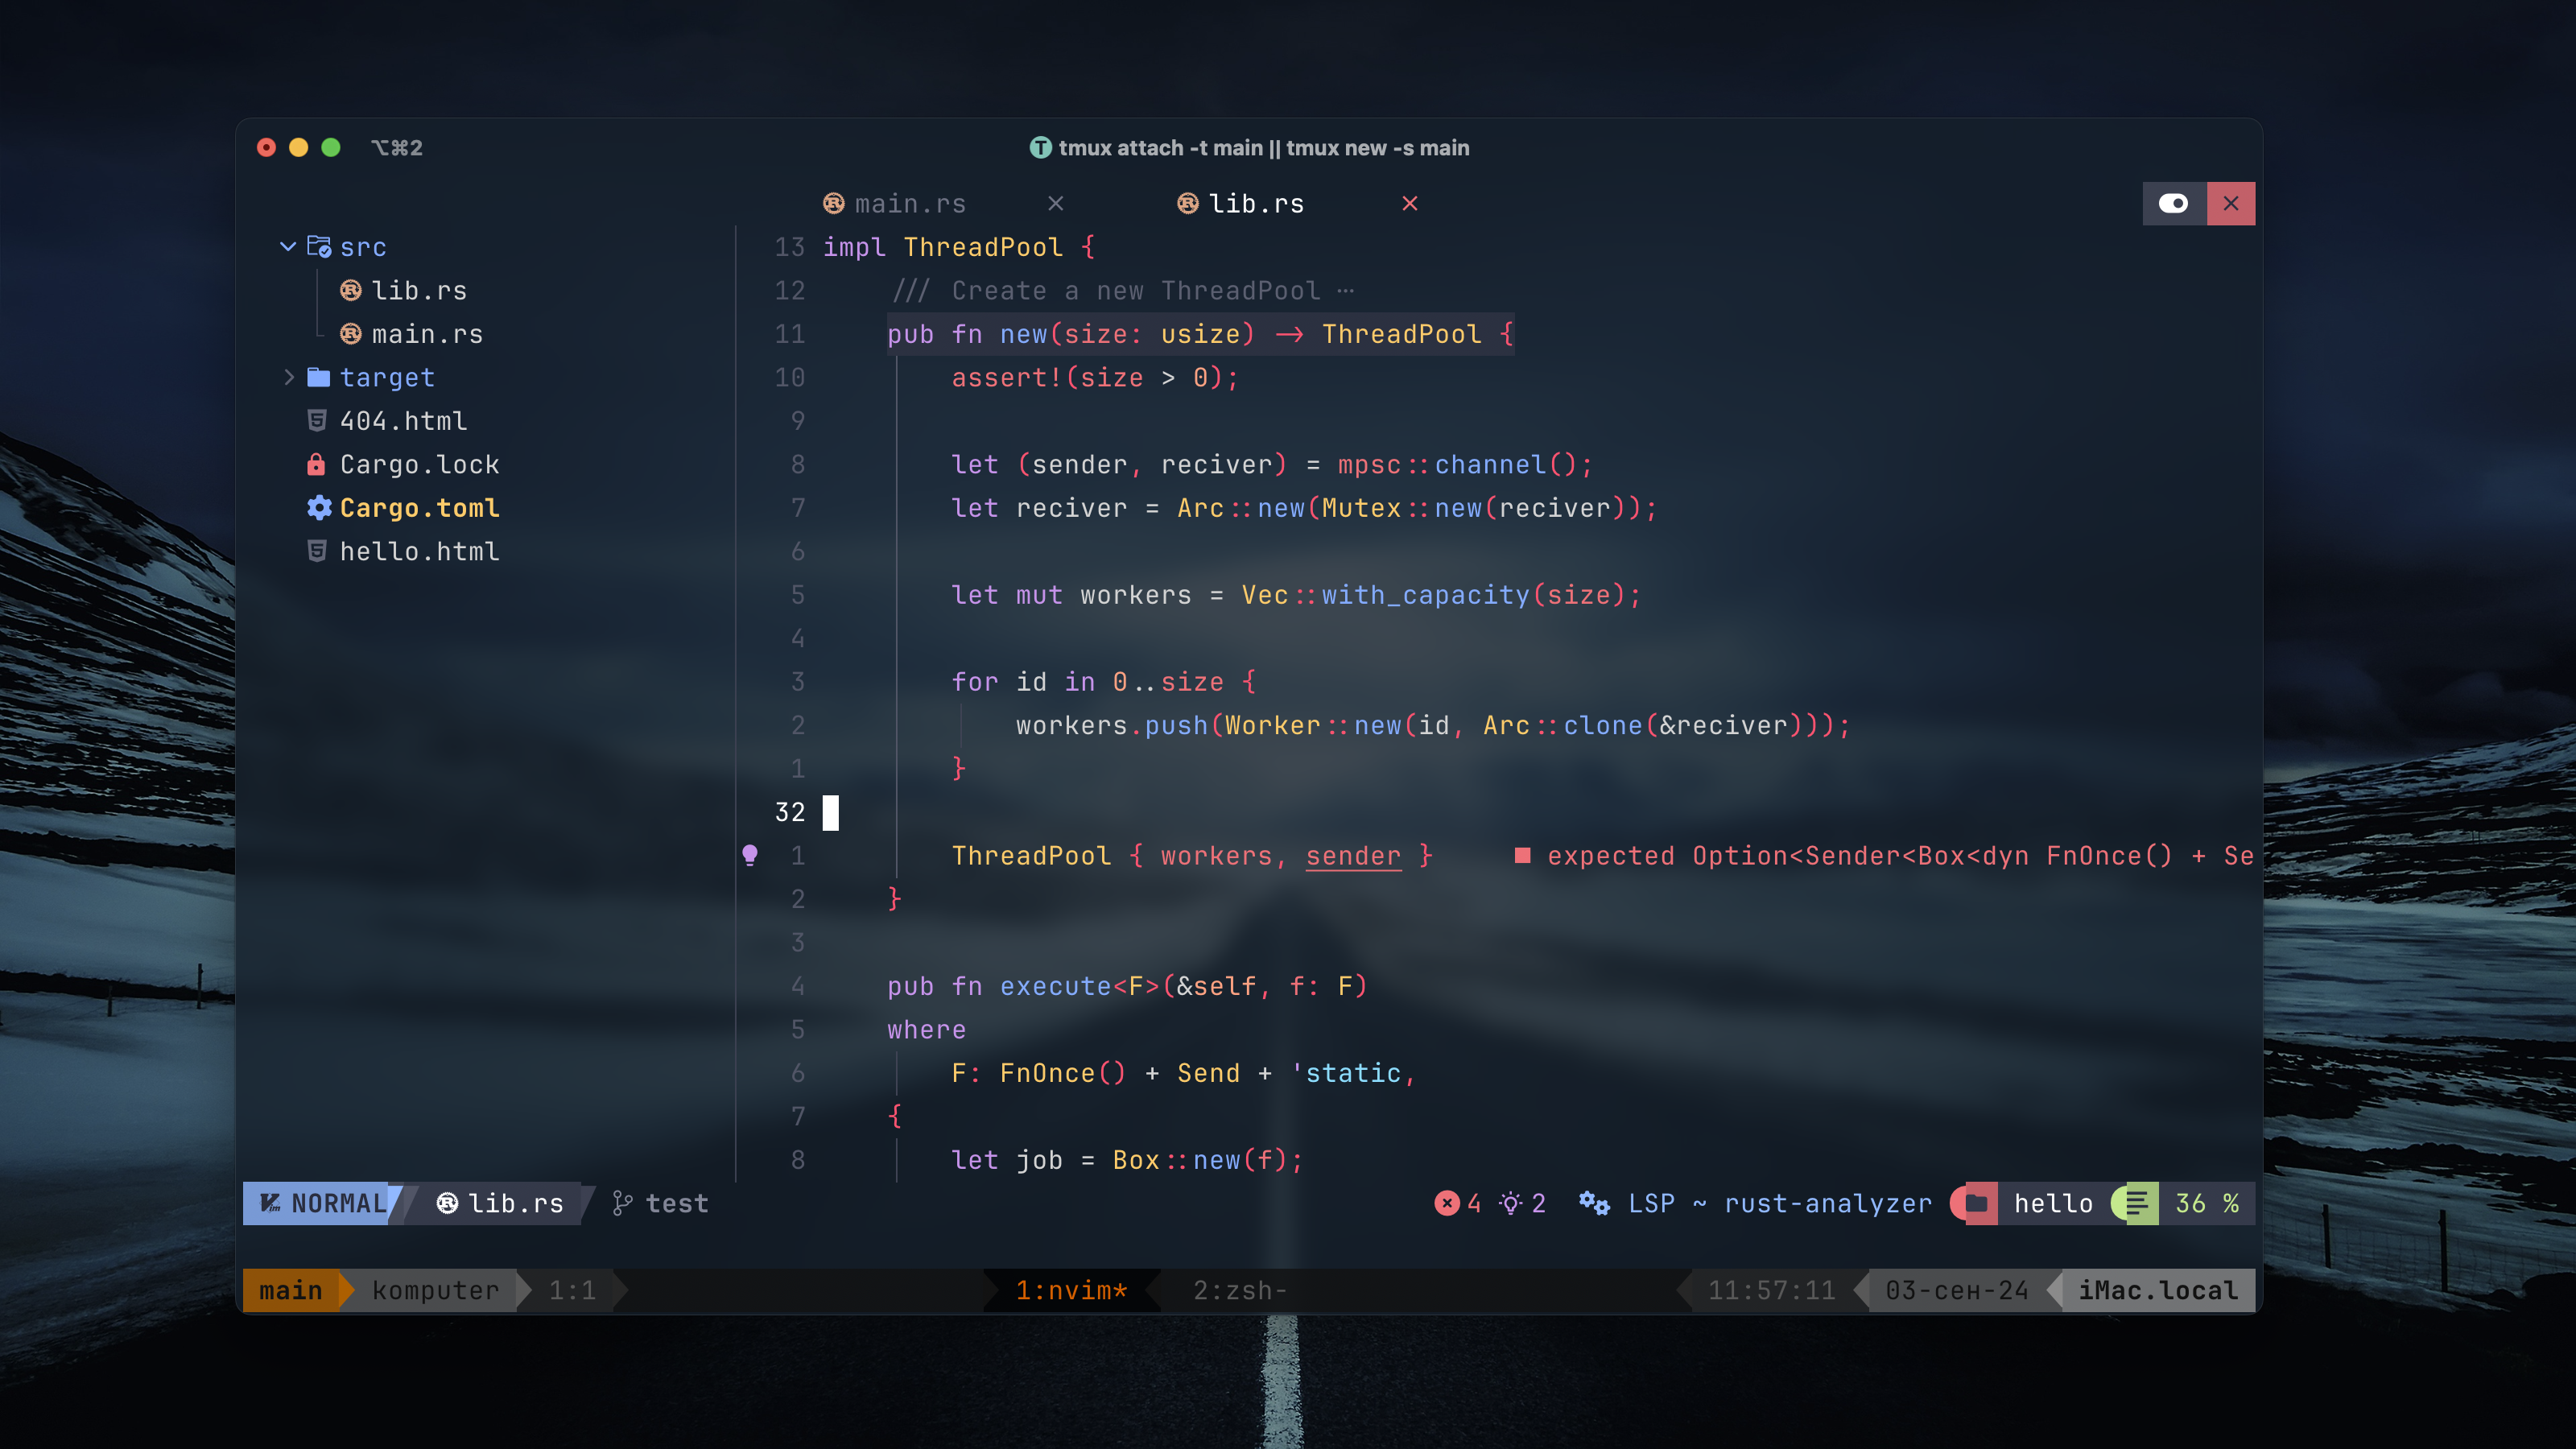 ⌥⌘2
T tmux attach -t main || tmux new -s main
main.rs × lib.rs ×
src
lib.rs
main.rs
target
404.html
Cargo.lock
Cargo.toml
hello.html
13 impl ThreadPool {
12 /// Create a new ThreadPool ⋯
11 pub fn new(size: usize) -> ThreadPool {
10 assert!(size > 0);
9
8 let (sender, reciver) = mpsc::channel();
7 let reciver = Arc::new(Mutex::new(reciver));
6
5 let mut workers = Vec::with_capacity(size);
4
3 for id in 0..size {
2 workers.push(Worker::new(id, Arc::clone(&reciver)));
1 }
32
1 ThreadPool { workers, sender } ■ expected Option<Sender<Box<dyn FnOnce() + Se
2 }
3
4 pub fn execute<F>(&self, f: F)
5 where
6 F: FnOnce() + Send + 'static,
7 {
8 let job = Box::new(f);
NORMAL lib.rs test 4 2 LSP ~ rust-analyzer hello 36 %
main komputer 1:1 1:nvim* 2:zsh- 11:57:11 03-сен-24 iMac.local